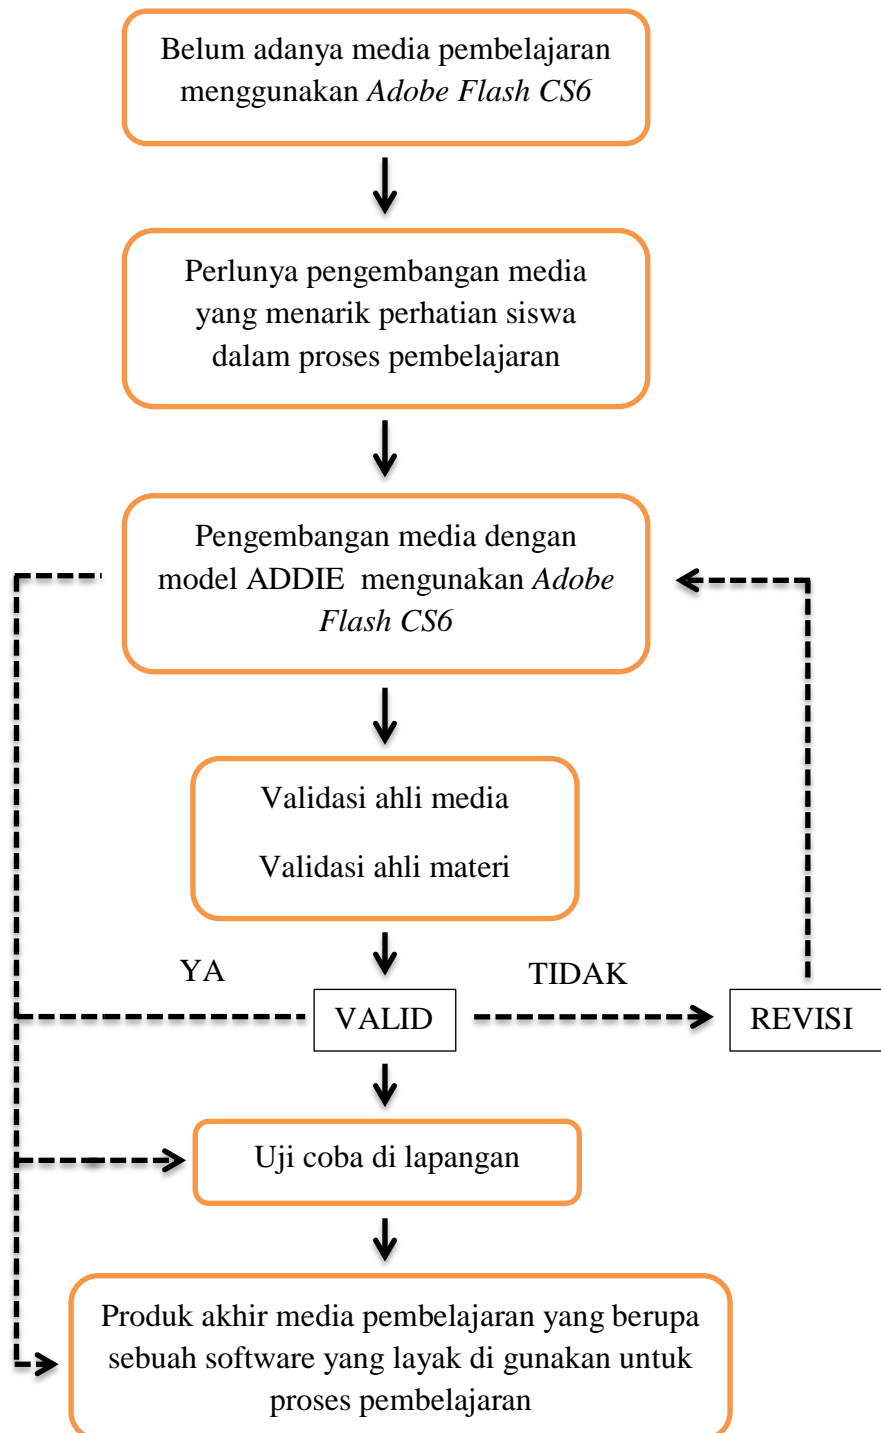 Belum adanya media pembelajaran
menggunakan Adobe Flash CS6
Perlunya pengembangan media
yang menarik perhatian siswa
dalam proses pembelajaran
Pengembangan media dengan
model ADDIE mengunakan Adobe
Flash CS6
Validasi ahli media
Validasi ahli materi
YA
TIDAK
VALID
REVISI
Uji coba di lapangan
Produk akhir media pembelajaran yang berupa
sebuah software yang layak di gunakan untuk
proses pembelajaran